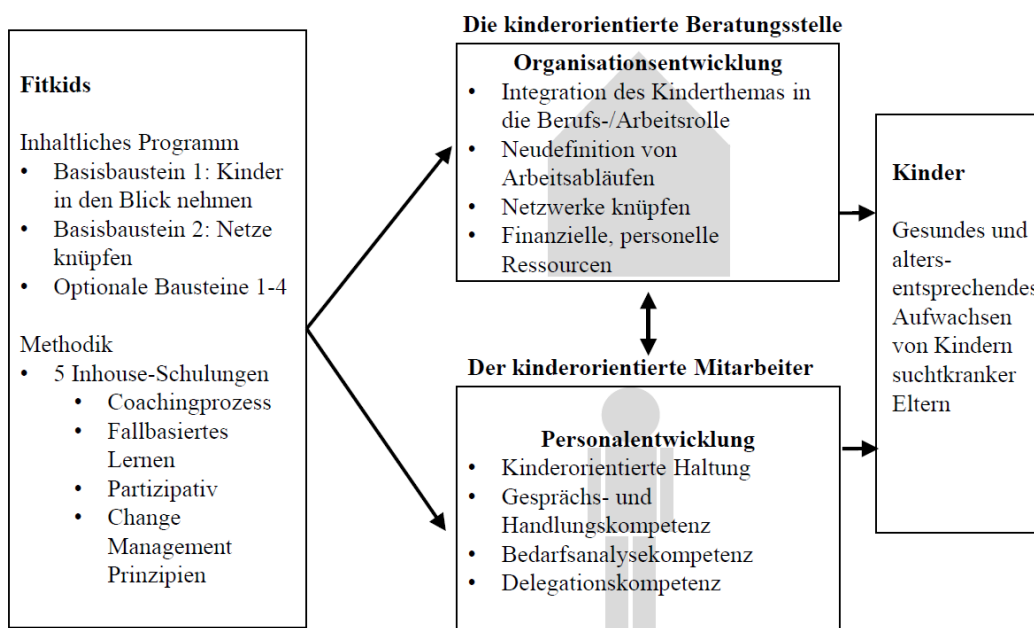 Fitkids
Inhaltliches Programm
• Basisbaustein 1: Kinder
in den Blick nehmen
• Basisbaustein 2: Netze
knüpfen
• Optionale Bausteine 1-4
Methodik
• 5 Inhouse-Schulungen
• Coachingprozess
• Fallbasiertes
Lernen
• Partizipativ
• Change
Management
Prinzipien
Die kinderorientierte Beratungsstelle
Organisationsentwicklung
• Integration des Kinderthemas in
die Berufs-/Arbeitsrolle
• Neudefinition von
Arbeitsabläufen
• Netzwerke knüpfen
• Finanzielle, personelle
Ressourcen
Der kinderorientierte Mitarbeiter
Personalentwicklung
• Kinderorientierte Haltung
• Gesprächs- und
Handlungskompetenz
• Bedarfsanalysekompetenz
• Delegationskompetenz
Kinder
Gesundes und
alters-
entsprechendes
Aufwachsen
von Kindern
suchtkranker
Eltern